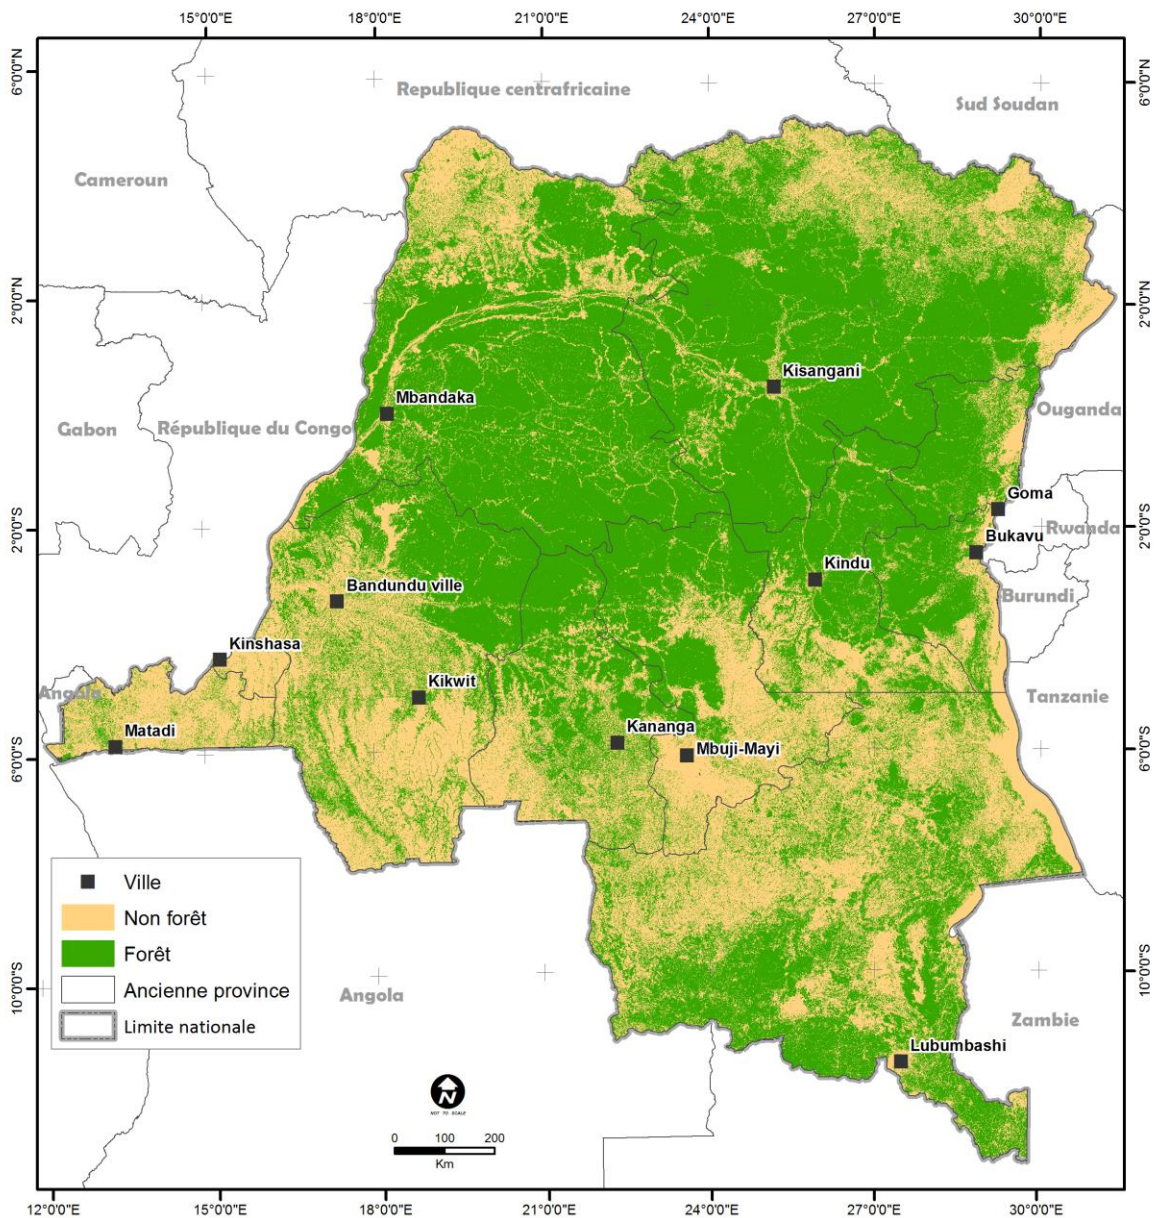 15°0'0"E
18°0'0"E
21°0'0"E
24°0'0"E
27°0'0"E
30°0'0"E
6°0'0"N
6°0'0"N
Republique centrafricaine
Sud Soudan
Cameroun
2°0'0"N
2°0'0"N
Kisangani
Mbandaka
Ouganda
Gabon
République du Congo
Goma
Rwanda
Bukavu
2°0'0"S
2°0'0"S
Kindu
Bandundu ville
Burundi
Kinshasa
Angola
Kikwit
Tanzanie
Matadi
Kananga
Mbuji-Mayi
6°0'0"S
6°0'0"S
Ville
Non forêt
Forêt
Ancienne province
Limite nationale
10°0'0"S
10°0'0"S
Angola
Zambie
Lubumbashi
N
NOT TO SCALE
0 100 200
Km
12°0'0"E
15°0'0"E
18°0'0"E
21°0'0"E
24°0'0"E
27°0'0"E
30°0'0"E